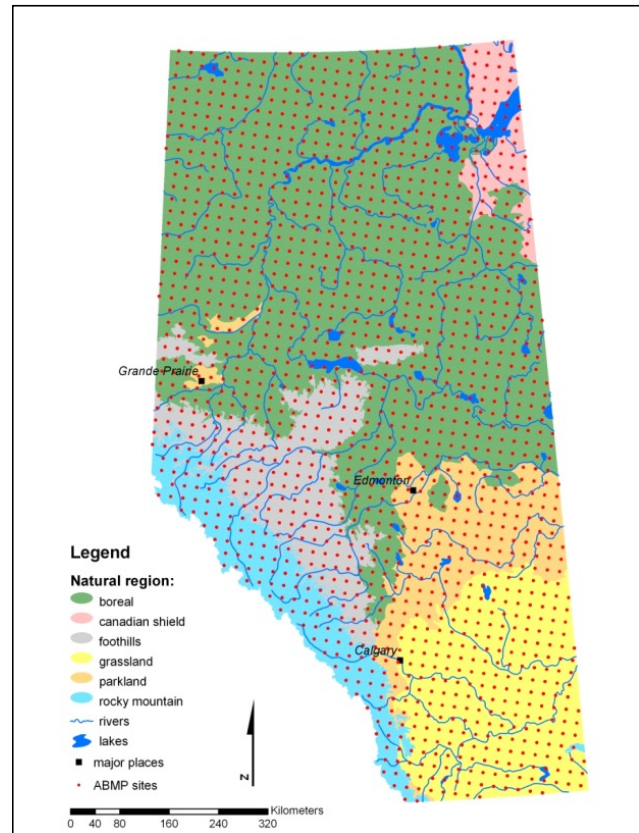 Grande Prairie
Edmonton
Calgary
Legend
Natural region:
boreal
canadian shield
foothills
grassland
parkland
rocky mountain
rivers
lakes
major places
ABMP sites
N
Kilometers
0 40 80 160 240 320